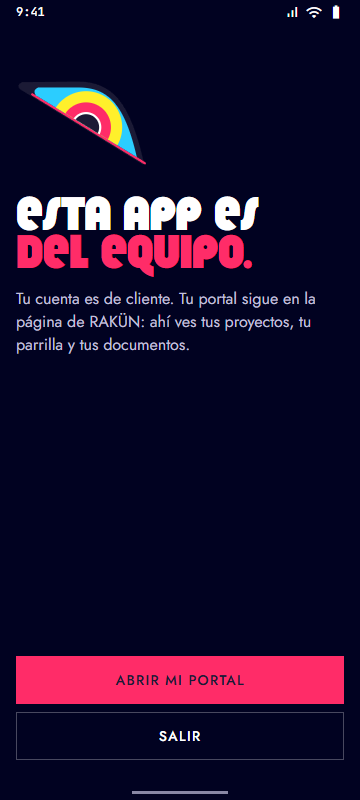 9:41
esta app es
del equipo.
Tu cuenta es de cliente. Tu portal sigue en la
página de RAKÜN: ahí ves tus proyectos, tu
parrilla y tus documentos.
ABRIR MI PORTAL
SALIR